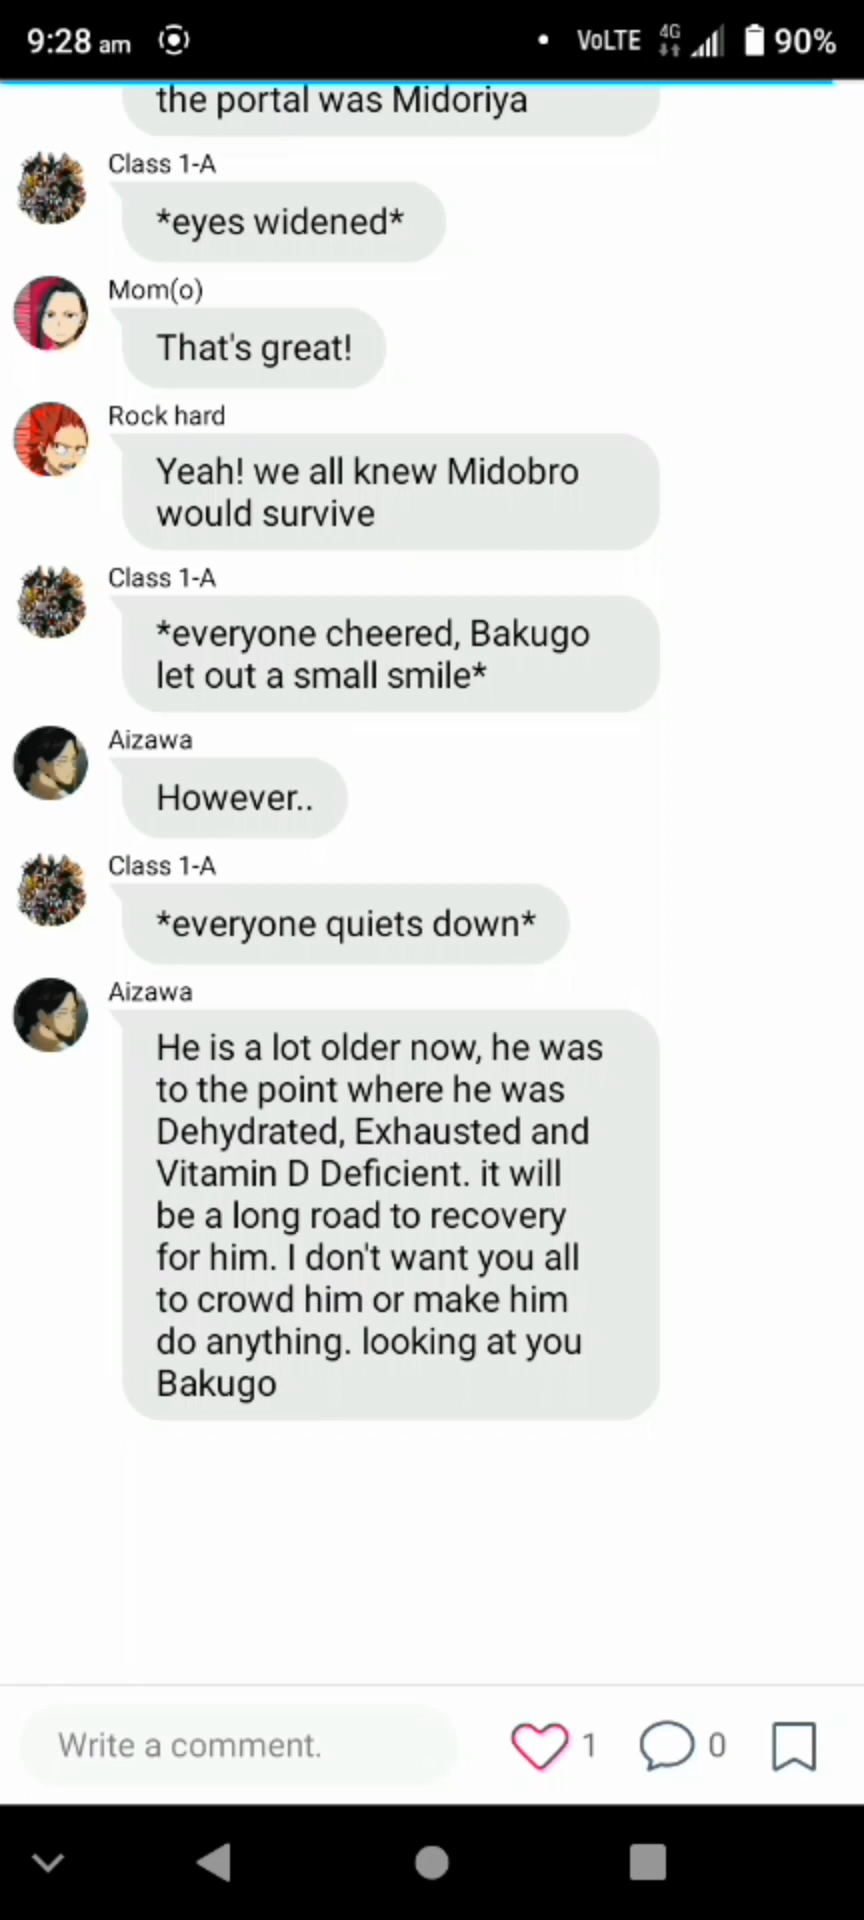 9:28 am
VoLTE 4G 90%
the portal was Midoriya
Class 1-A
*eyes widened*
Mom(o)
That's great!
Rock hard
Yeah! we all knew Midobro
would survive
Class 1-A
*everyone cheered, Bakugo
let out a small smile*
Aizawa
However..
Class 1-A
*everyone quiets down*
Aizawa
He is a lot older now, he was
to the point where he was
Dehydrated, Exhausted and
Vitamin D Deficient. it will
be a long road to recovery
for him. I don't want you all
to crowd him or make him
do anything. looking at you
Bakugo
Write a comment.
1
0